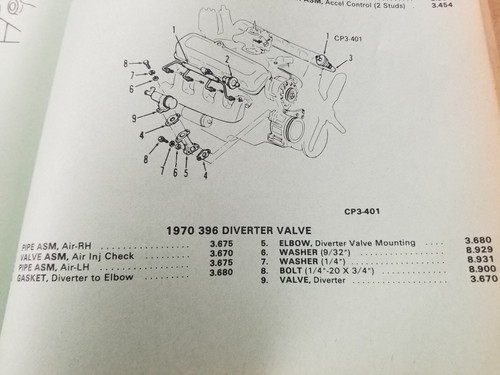 ASM, Accel Control (2 Studs) . 3.454
CP3-401
1
2
1
3
8
7
6
9
4
8
7
6
5
4
CP3-401
1970 396 DIVERTER VALVE
PIPE ASM, Air-RH 3.675
VALVE ASM, Air Inj Check 3.670
PIPE ASM, Air-LH 3.675
GASKET, Diverter to Elbow 3.680
5. ELBOW, Diverter Valve Mounting .... 3.680
6. WASHER (9/32") 8.929
7. WASHER (1/4") 8.931
8. BOLT (1/4"-20 X 3/4") 8.900
9. VALVE, Diverter 3.670